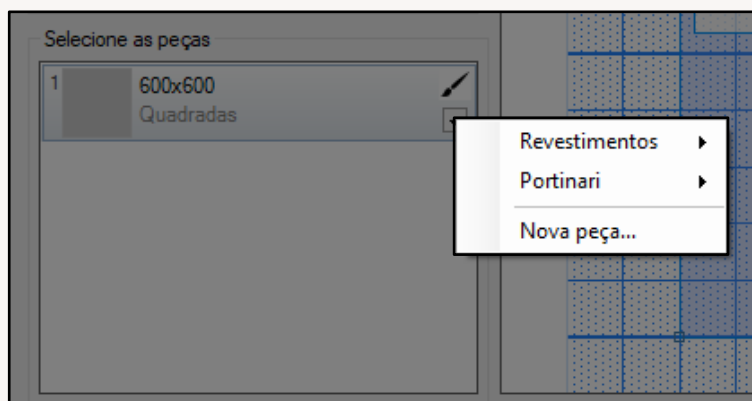 Selecione as peças
1
600x600
Quadradas
Revestimentos
Portinari
Nova peça...